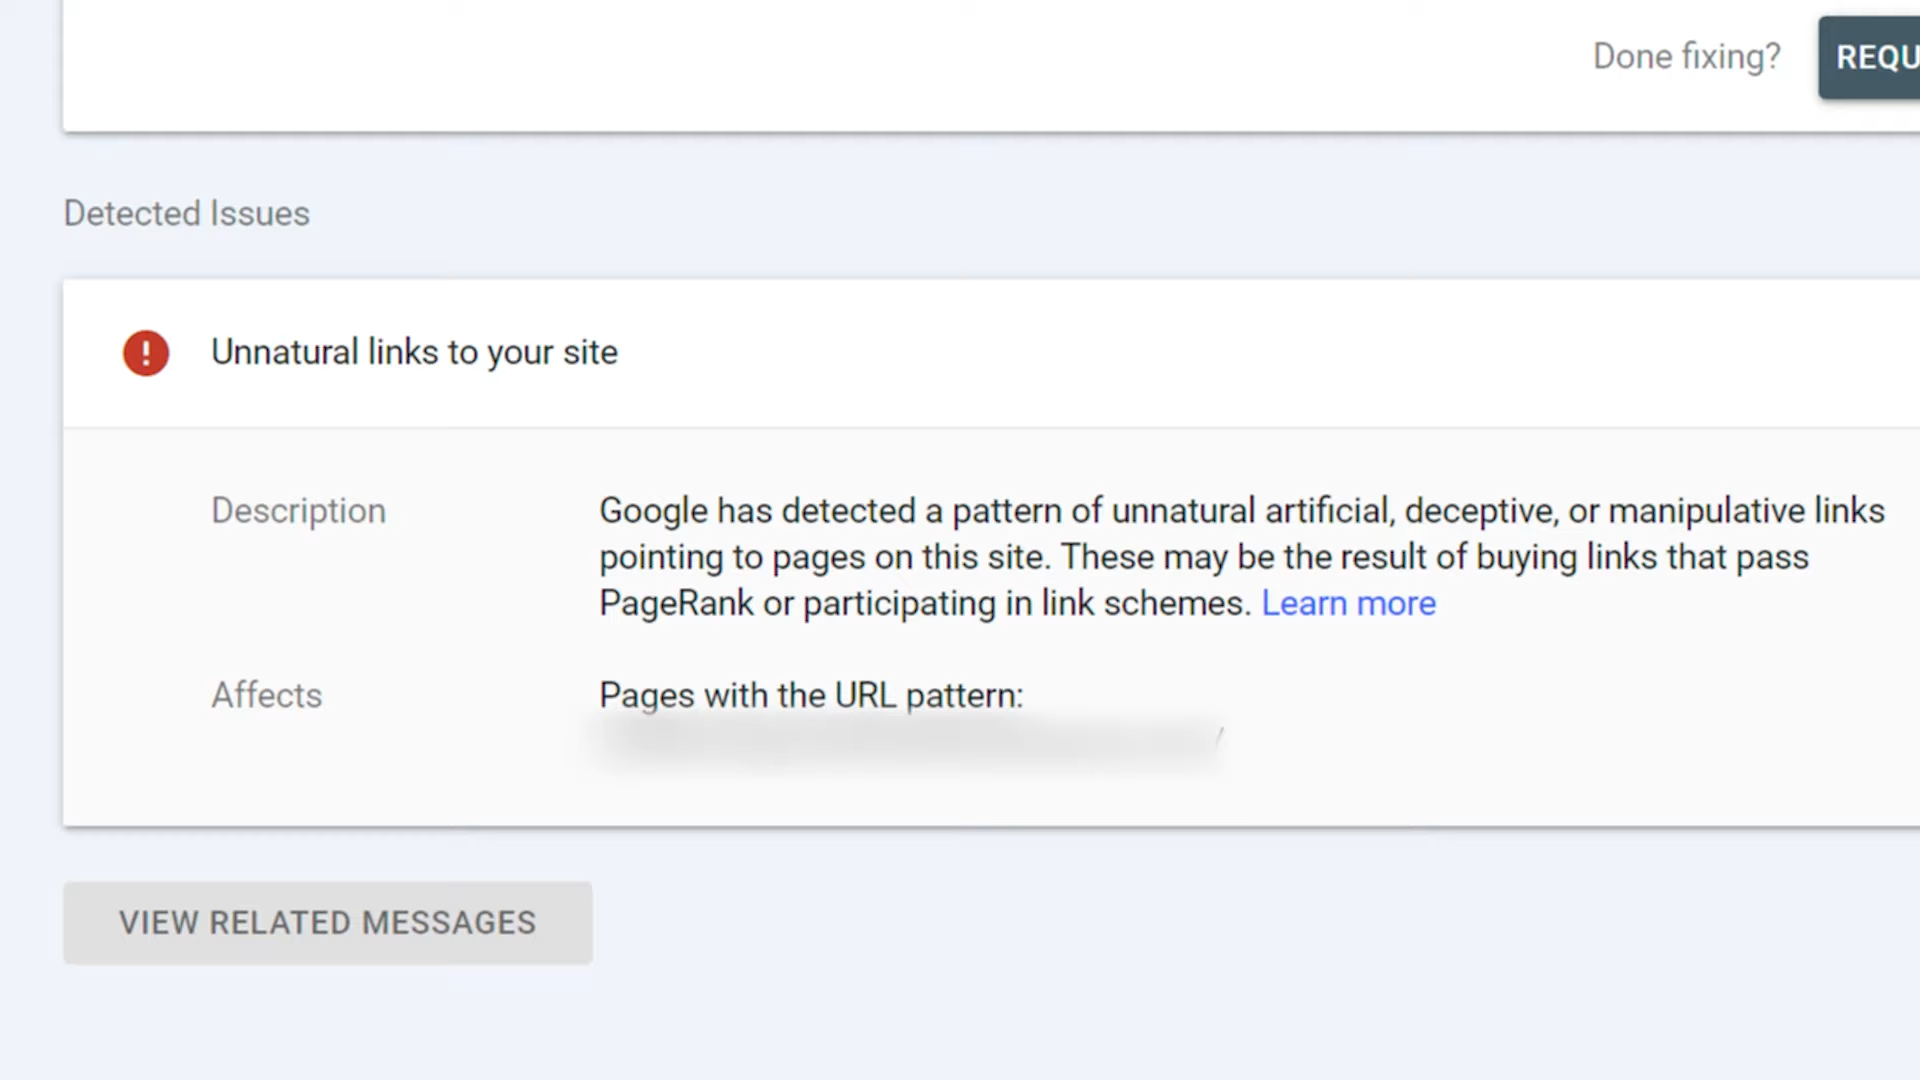 Done fixing?
REQU
Detected Issues
Unnatural links to your site
Description
Google has detected a pattern of unnatural artificial, deceptive, or manipulative links
pointing to pages on this site. These may be the result of buying links that pass
PageRank or participating in link schemes. Learn more
Affects
Pages with the URL pattern:
/
VIEW RELATED MESSAGES